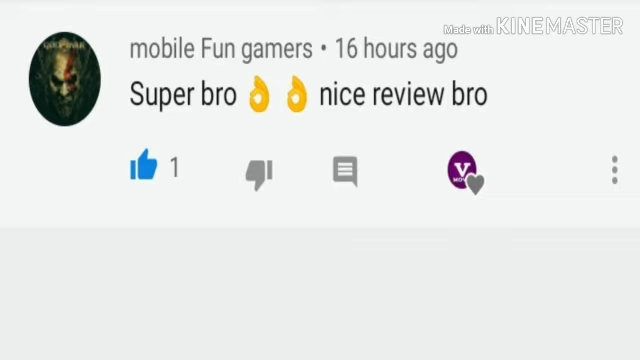 Made with KINEMASTER
mobile Fun gamers • 16 hours ago
Super bro 👌 👌 nice review bro
1
V